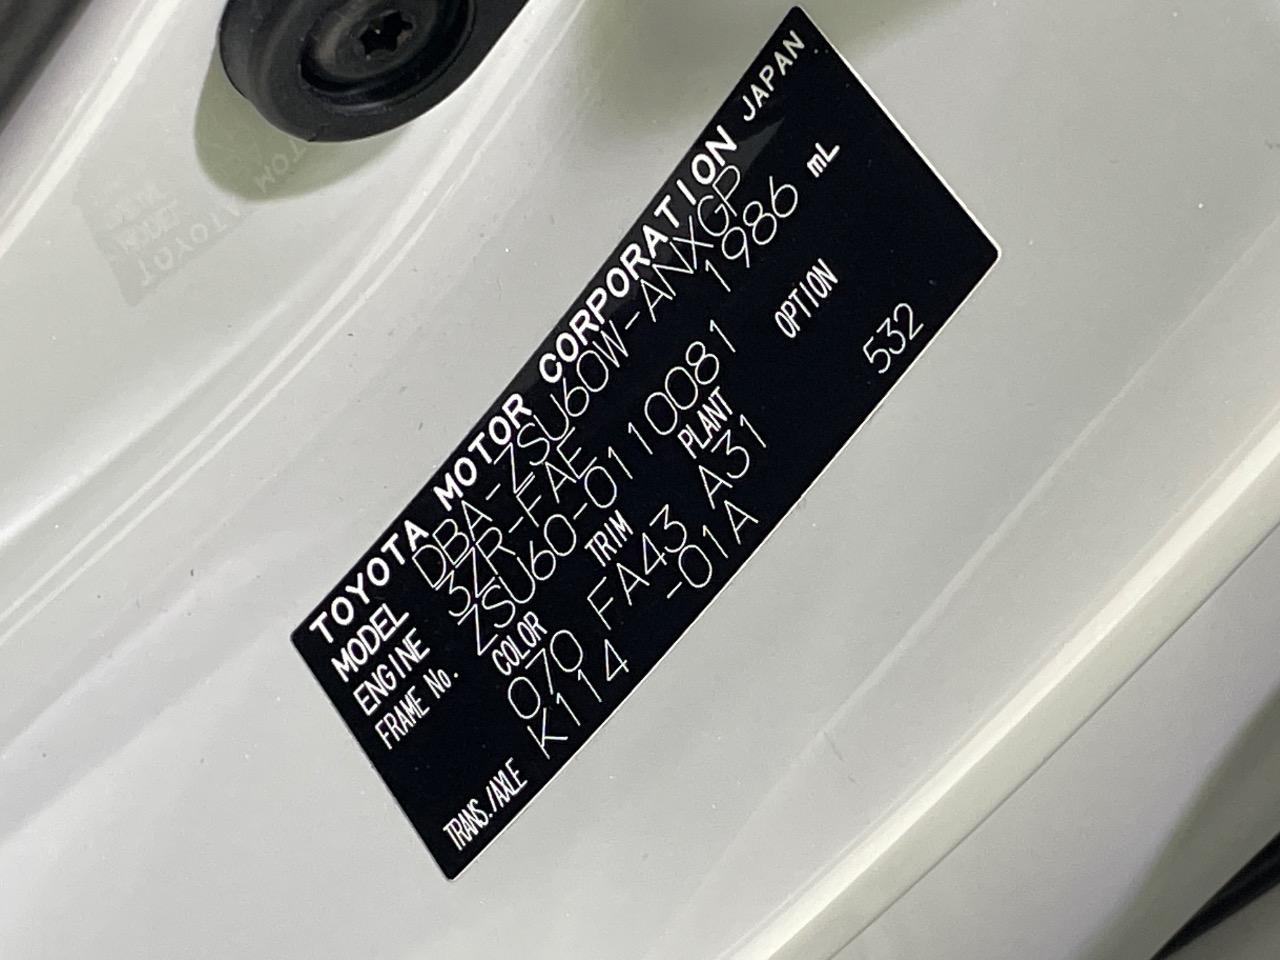 TOYOTA MOTOR CORPORATION JAPAN
MODEL DBA-ZSU60W-ANXGP
ENGINE 3ZR-FAE 1986 mL
FRAME No. ZSU60-0110081
COLOR TRIM PLANT OPTION
070 FA43 A31 532
TRANS./AXLE K114 -01A